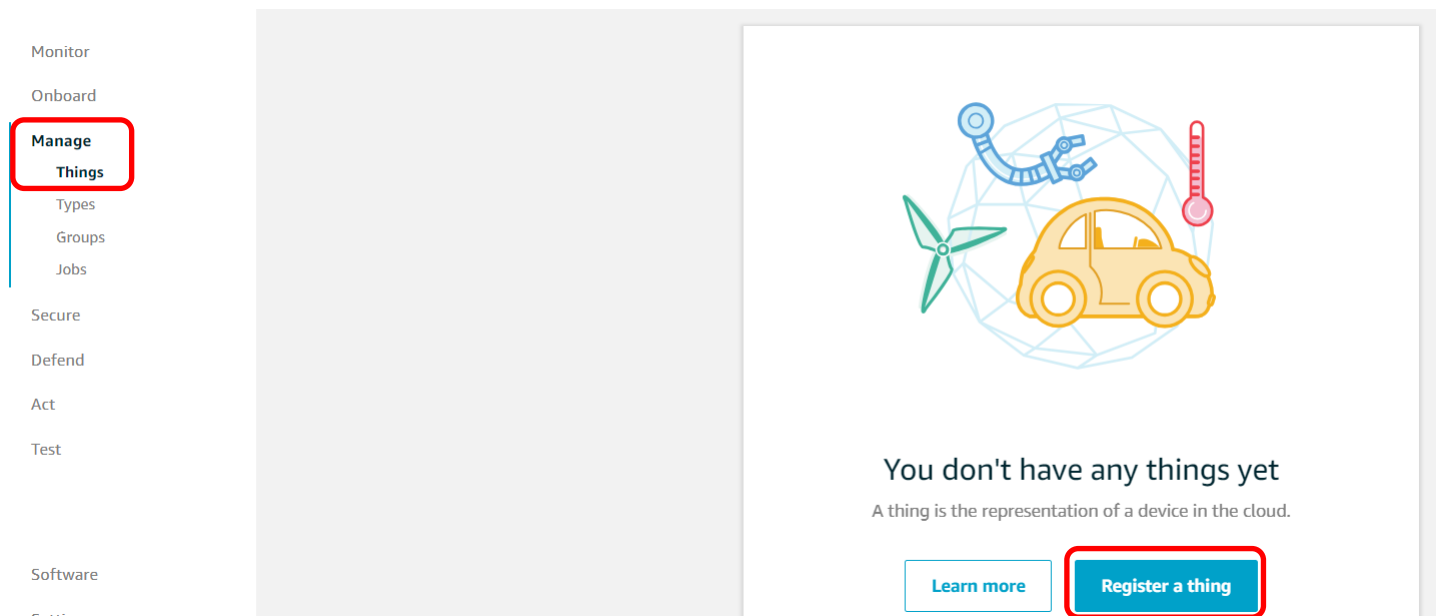 Monitor
Onboard
Manage
Things
Types
Groups
Jobs
Secure
Defend
Act
Test
Software
You don't have any things yet
A thing is the representation of a device in the cloud.
Learn more
Register a thing